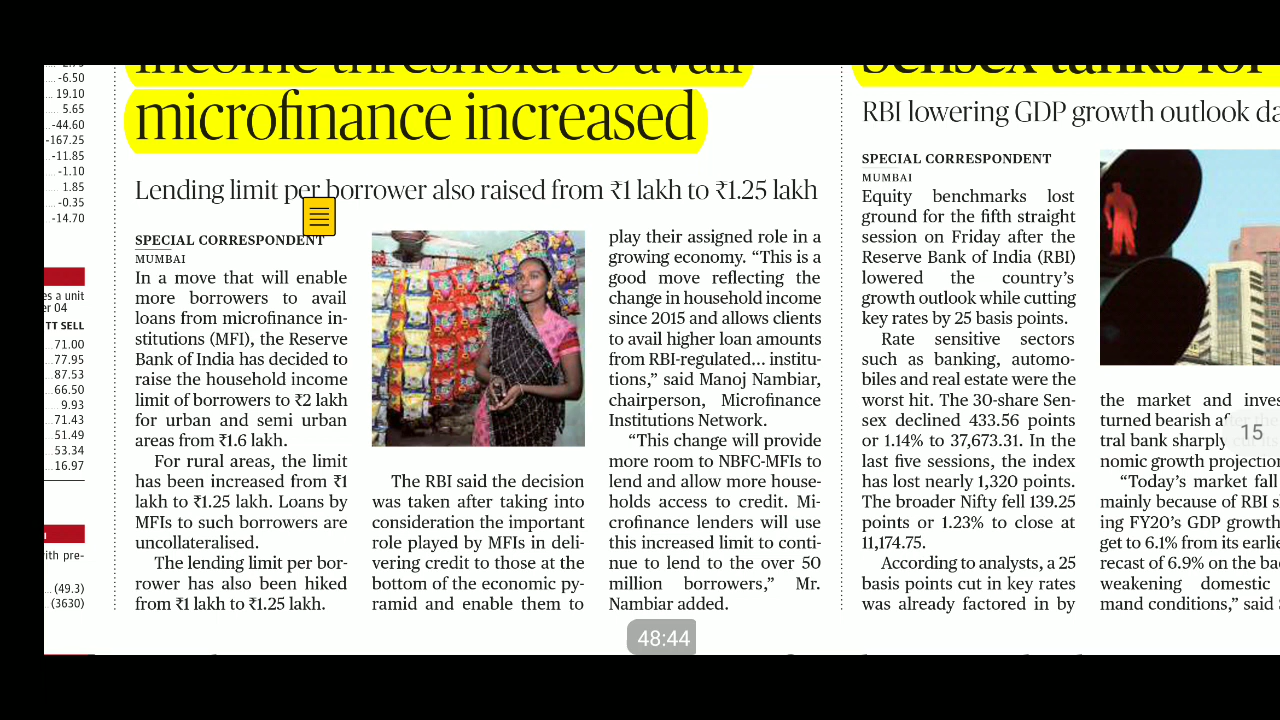 -6.50
19.10
5.65
-44.60
-167.25
-11.85
-1.10
1.85
-0.35
-14.70
es a unit
er 04
TT SELL
71.00
77.95
87.53
66.50
9.93
71.43
51.49
53.34
16.97
ith pre-
(49.3)
(3630)
income threshold to avail
microfinance increased
Lending limit per borrower also raised from ₹1 lakh to ₹1.25 lakh
SPECIAL CORRESPONDENT
MUMBAI
In a move that will enable
more borrowers to avail
loans from microfinance in-
stitutions (MFI), the Reserve
Bank of India has decided to
raise the household income
limit of borrowers to ₹2 lakh
for urban and semi urban
areas from ₹1.6 lakh.
For rural areas, the limit
has been increased from ₹1
lakh to ₹1.25 lakh. Loans by
MFIs to such borrowers are
uncollateralised.
The lending limit per bor-
rower has also been hiked
from ₹1 lakh to ₹1.25 lakh.
The RBI said the decision
was taken after taking into
consideration the important
role played by MFIs in deli-
vering credit to those at the
bottom of the economic py-
ramid and enable them to
play their assigned role in a
growing economy. “This is a
good move reflecting the
change in household income
since 2015 and allows clients
to avail higher loan amounts
from RBI-regulated... institu-
tions,” said Manoj Nambiar,
chairperson, Microfinance
Institutions Network.
“This change will provide
more room to NBFC-MFIs to
lend and allow more house-
holds access to credit. Mi-
crofinance lenders will use
this increased limit to conti-
nue to lend to the over 50
million borrowers,” Mr.
Nambiar added.
Sensex tanks for
RBI lowering GDP growth outlook da
SPECIAL CORRESPONDENT
MUMBAI
Equity benchmarks lost
ground for the fifth straight
session on Friday after the
Reserve Bank of India (RBI)
lowered the country’s
growth outlook while cutting
key rates by 25 basis points.
Rate sensitive sectors
such as banking, automo-
biles and real estate were the
worst hit. The 30-share Sen-
sex declined 433.56 points
or 1.14% to 37,673.31. In the
last five sessions, the index
has lost nearly 1,320 points.
The broader Nifty fell 139.25
points or 1.23% to close at
11,174.75.
According to analysts, a 25
basis points cut in key rates
was already factored in by
the market and inves
turned bearish
tral bank sharply
nomic growth projection
“Today’s market fall
mainly because of RBI s
ing FY20’s GDP growth
get to 6.1% from its earlie
recast of 6.9% on the bac
weakening domestic
mand conditions,” said S
15
48:44